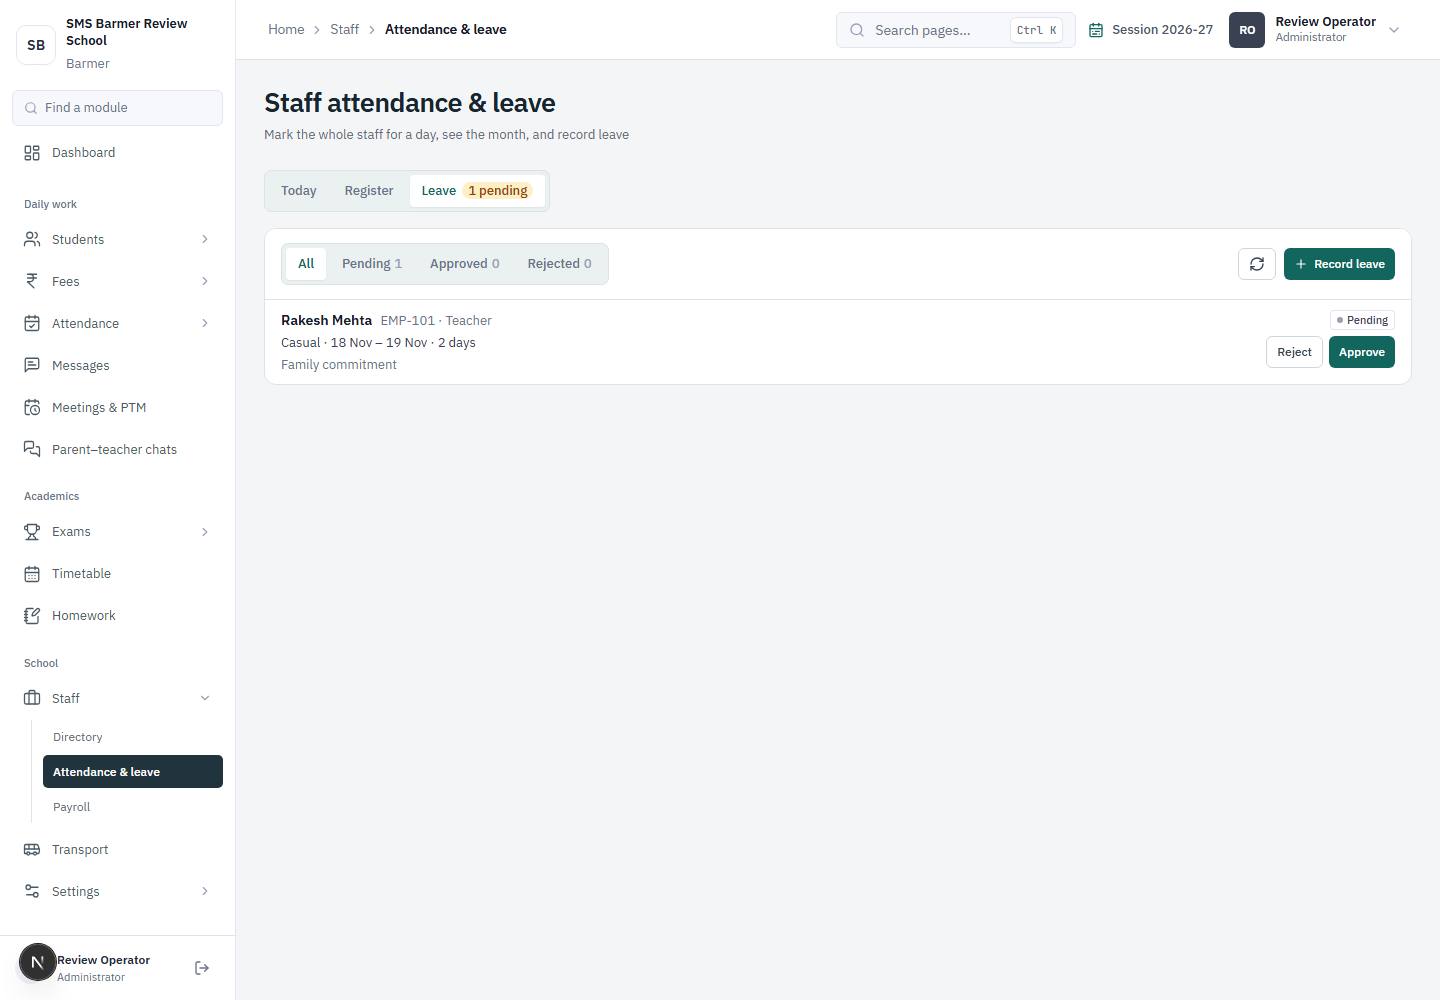 SB
SMS Barmer Review
School
Barmer
Find a module
Dashboard
Daily work
Students
Fees
Attendance
Messages
Meetings & PTM
Parent–teacher chats
Academics
Exams
Timetable
Homework
School
Staff
Directory
Attendance & leave
Payroll
Transport
Settings
N
Review Operator
Administrator
Home
Staff
Attendance & leave
Search pages...
Ctrl K
Session 2026-27
RO
Review Operator
Administrator
Staff attendance & leave
Mark the whole staff for a day, see the month, and record leave
Today
Register
Leave 1 pending
All
Pending 1
Approved 0
Rejected 0
Record leave
Rakesh Mehta EMP-101 · Teacher
Pending
Casual · 18 Nov – 19 Nov · 2 days
Family commitment
Reject
Approve